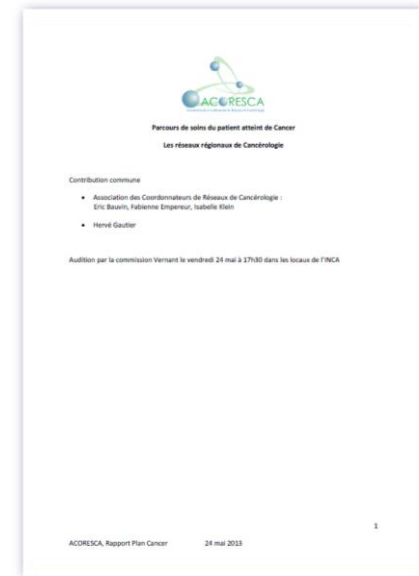 ACORESCA
Parcours de soins du patient atteint de Cancer
Les réseaux régionaux de Cancérologie
Contribution commune
• Association des Coordonnateurs de Réseaux de Cancérologie :
Eric Bauvin, Fabienne Empereur, Isabelle Klein
• Hervé Gautier
Audition par la commission Vernant le vendredi 24 mai à 17h30 dans les locaux de l'INCA
1
ACORESCA, Rapport Plan Cancer 24 mai 2013